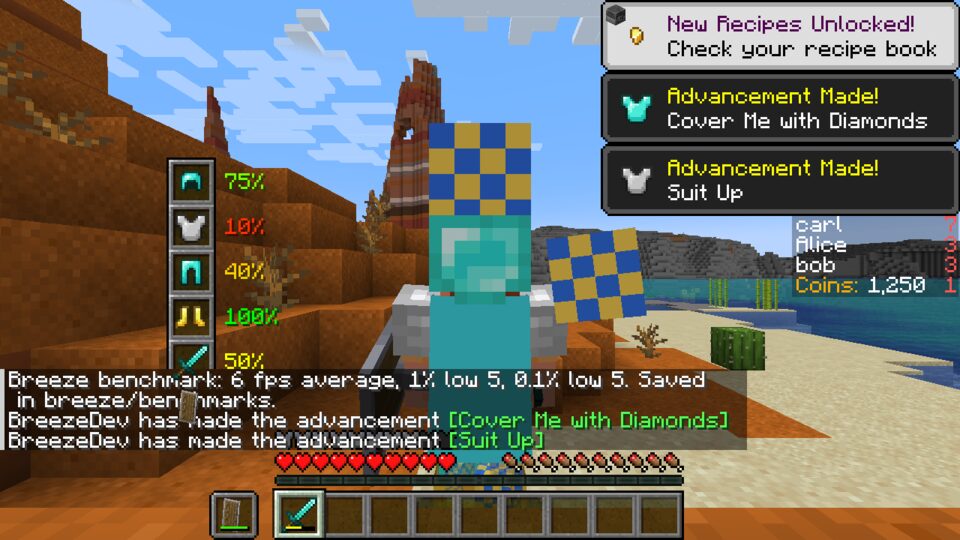 New Recipes Unlocked!
Check your recipe book
Advancement Made!
Cover Me with Diamonds
Advancement Made!
Suit Up
75%
10%
40%
100%
50%
carl 7
Alice 3
bob 3
Coins: 1,250 1
Breeze benchmark: 6 fps average, 1% low 5, 0.1% low 5. Saved
in breeze/benchmarks.
BreezeDev has made the advancement [Cover Me with Diamonds]
BreezeDev has made the advancement [Suit Up]